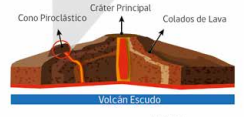 Cráter Principal
Cono Piroclástico
Colados de Lava
Volcán Escudo